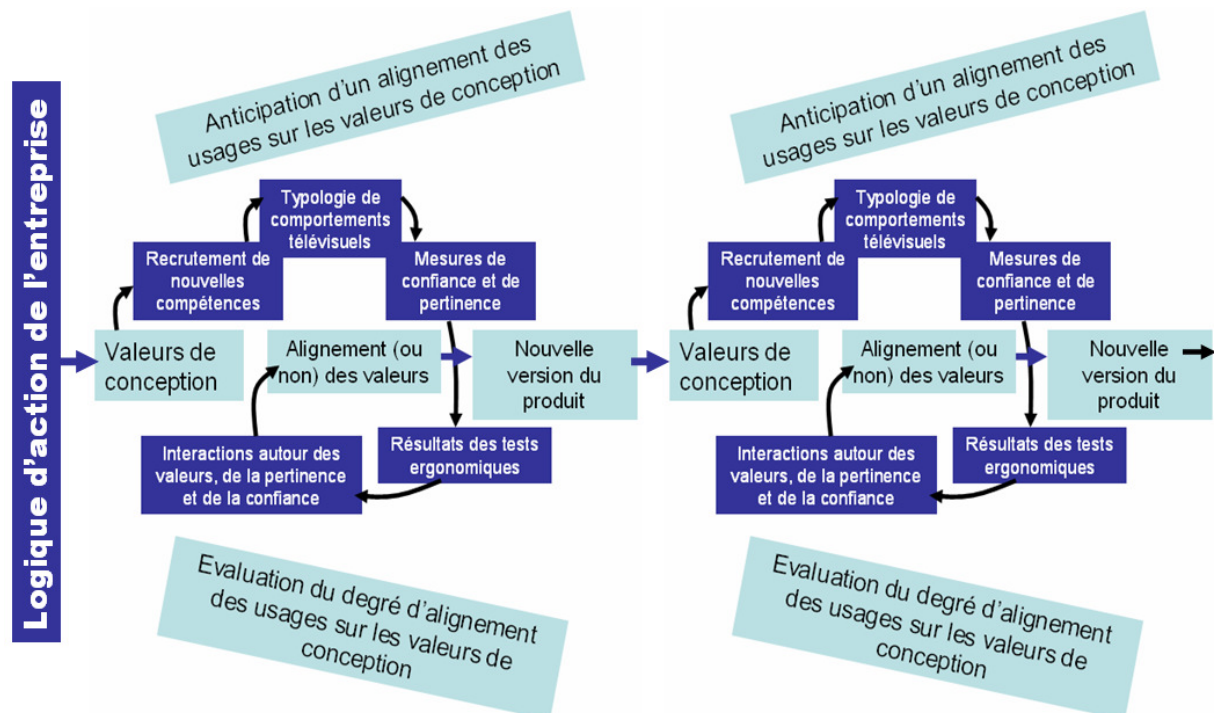 Logique d'action de l'entreprise
Anticipation d'un alignement des
usages sur les valeurs de conception
Typologie de
comportements
télévisuels
Recrutement de
nouvelles
compétences
Mesures de
confiance et de
pertinence
Valeurs de
conception
Alignement (ou
non) des valeurs
Nouvelle
version du
produit
Interactions autour des
valeurs, de la pertinence
et de la confiance
Résultats des tests
ergonomiques
Evaluation du degré d'alignement
des usages sur les valeurs de
conception
Anticipation d'un alignement des
usages sur les valeurs de conception
Typologie de
comportements
télévisuels
Recrutement de
nouvelles
compétences
Mesures de
confiance et de
pertinence
Valeurs de
conception
Alignement (ou
non) des valeurs
Nouvelle
version du
produit
Interactions autour des
valeurs, de la pertinence
et de la confiance
Résultats des tests
ergonomiques
Evaluation du degré d'alignement
des usages sur les valeurs de
conception